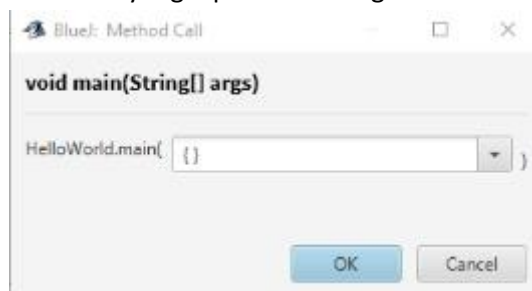 BlueJ: Method Call
void main(String[] args)
HelloWorld.main( { } )
OK Cancel